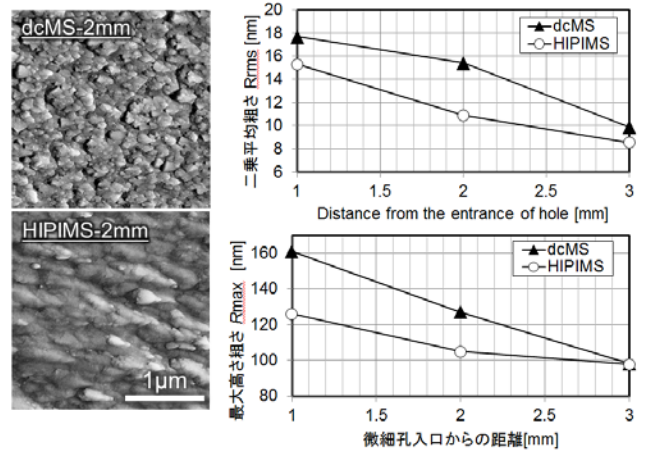 dcMS-2mm
HIPIMS-2mm
1μm
二乗平均粗さ Rrms [nm]
20
18
16
14
12
10
8
6
dcMS
HIPIMS
1
1.5
2
2.5
3
Distance from the entrance of hole [mm]
最大高さ粗さ Rmax [nm]
160
140
120
100
80
dcMS
HIPIMS
1
1.5
2
2.5
3
微細孔入口からの距離[mm]